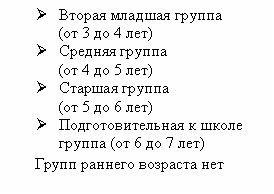 ➢ Вторая младшая группа
(от 3 до 4 лет)
➢ Средняя группа
(от 4 до 5 лет)
➢ Старшая группа
(от 5 до 6 лет)
➢ Подготовительная к школе
группа (от 6 до 7 лет)
Групп раннего возраста нет